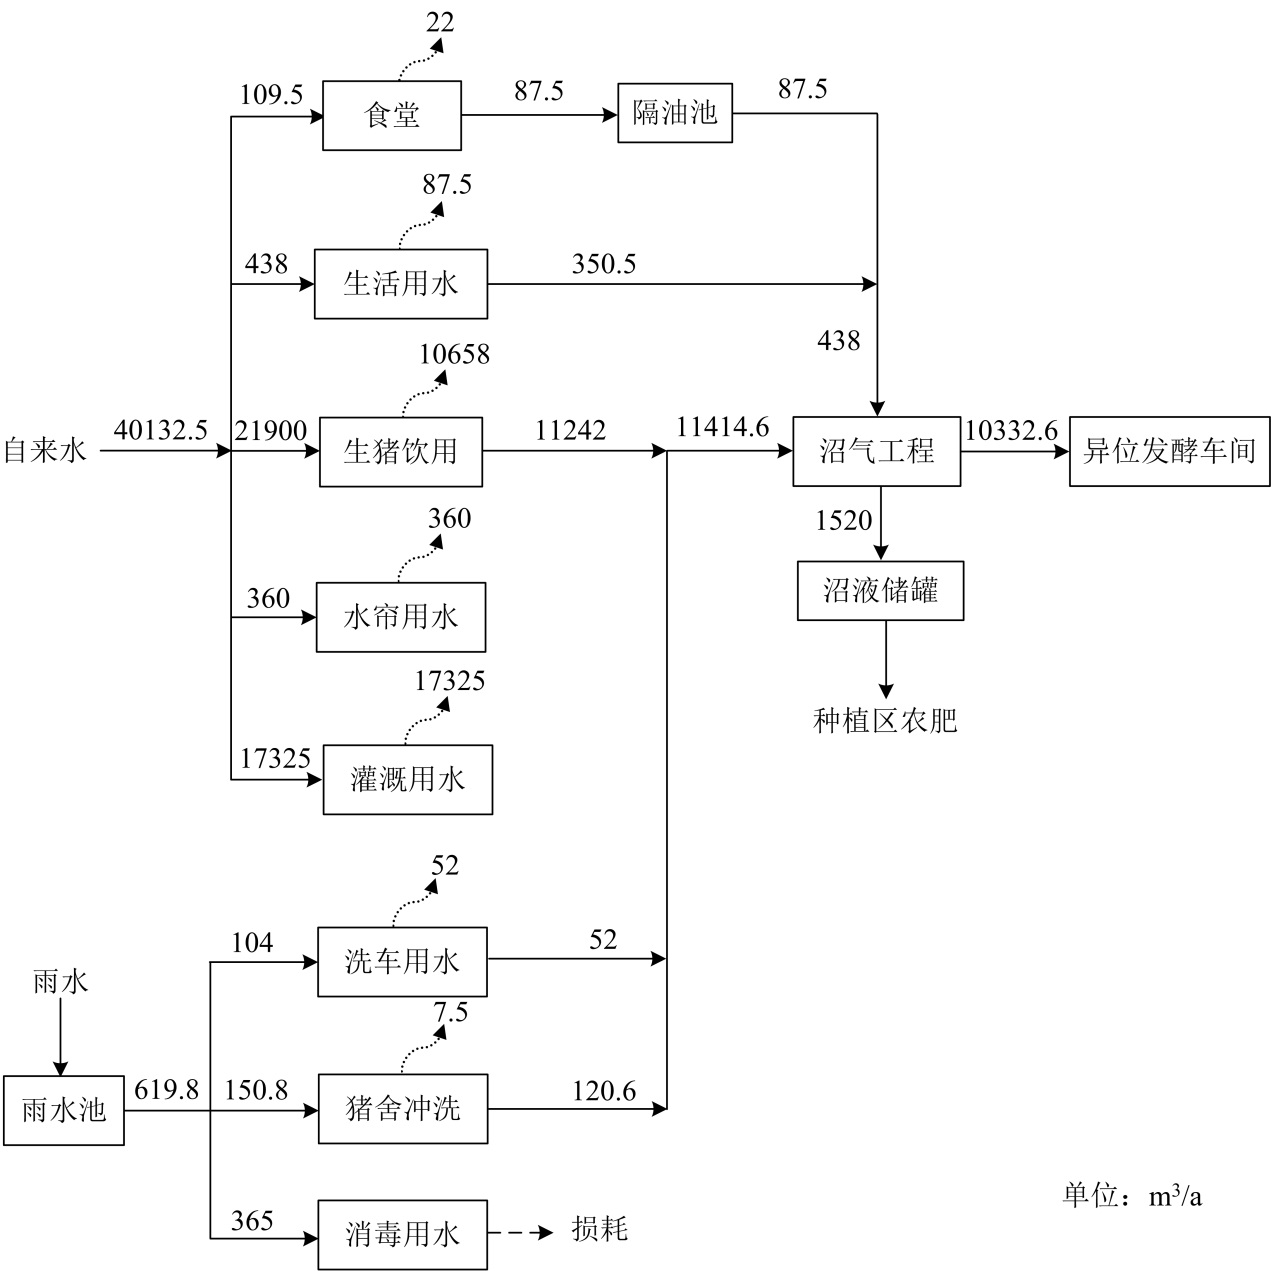 22
109.5
食堂
87.5
隔油池
87.5
87.5
438
生活用水
350.5
438
10658
自来水
40132.5
21900
生猪饮用
11242
11414.6
沼气工程
10332.6
异位发酵车间
1520
沼液储罐
种植区农肥
360
360
水帘用水
17325
17325
灌溉用水
52
104
洗车用水
52
雨水
7.5
雨水池
619.8
150.8
猪舍冲洗
120.6
365
消毒用水
损耗
单位：m³/a